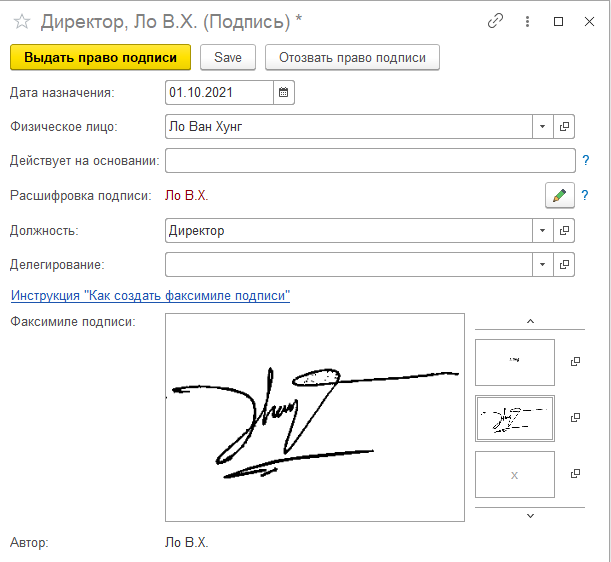 Директор, Ло В.Х. (Подпись) *
Выдать право подписи Save Отозвать право подписи
Дата назначения: 01.10.2021
Физическое лицо: Ло Ван Хунг
Действует на основании: ?
Расшифровка подписи: Ло В.Х. ?
Должность: Директор
Делегирование:
Инструкция "Как создать факсимиле подписи"
Факсимиле подписи:
X
Автор: Ло В.Х.